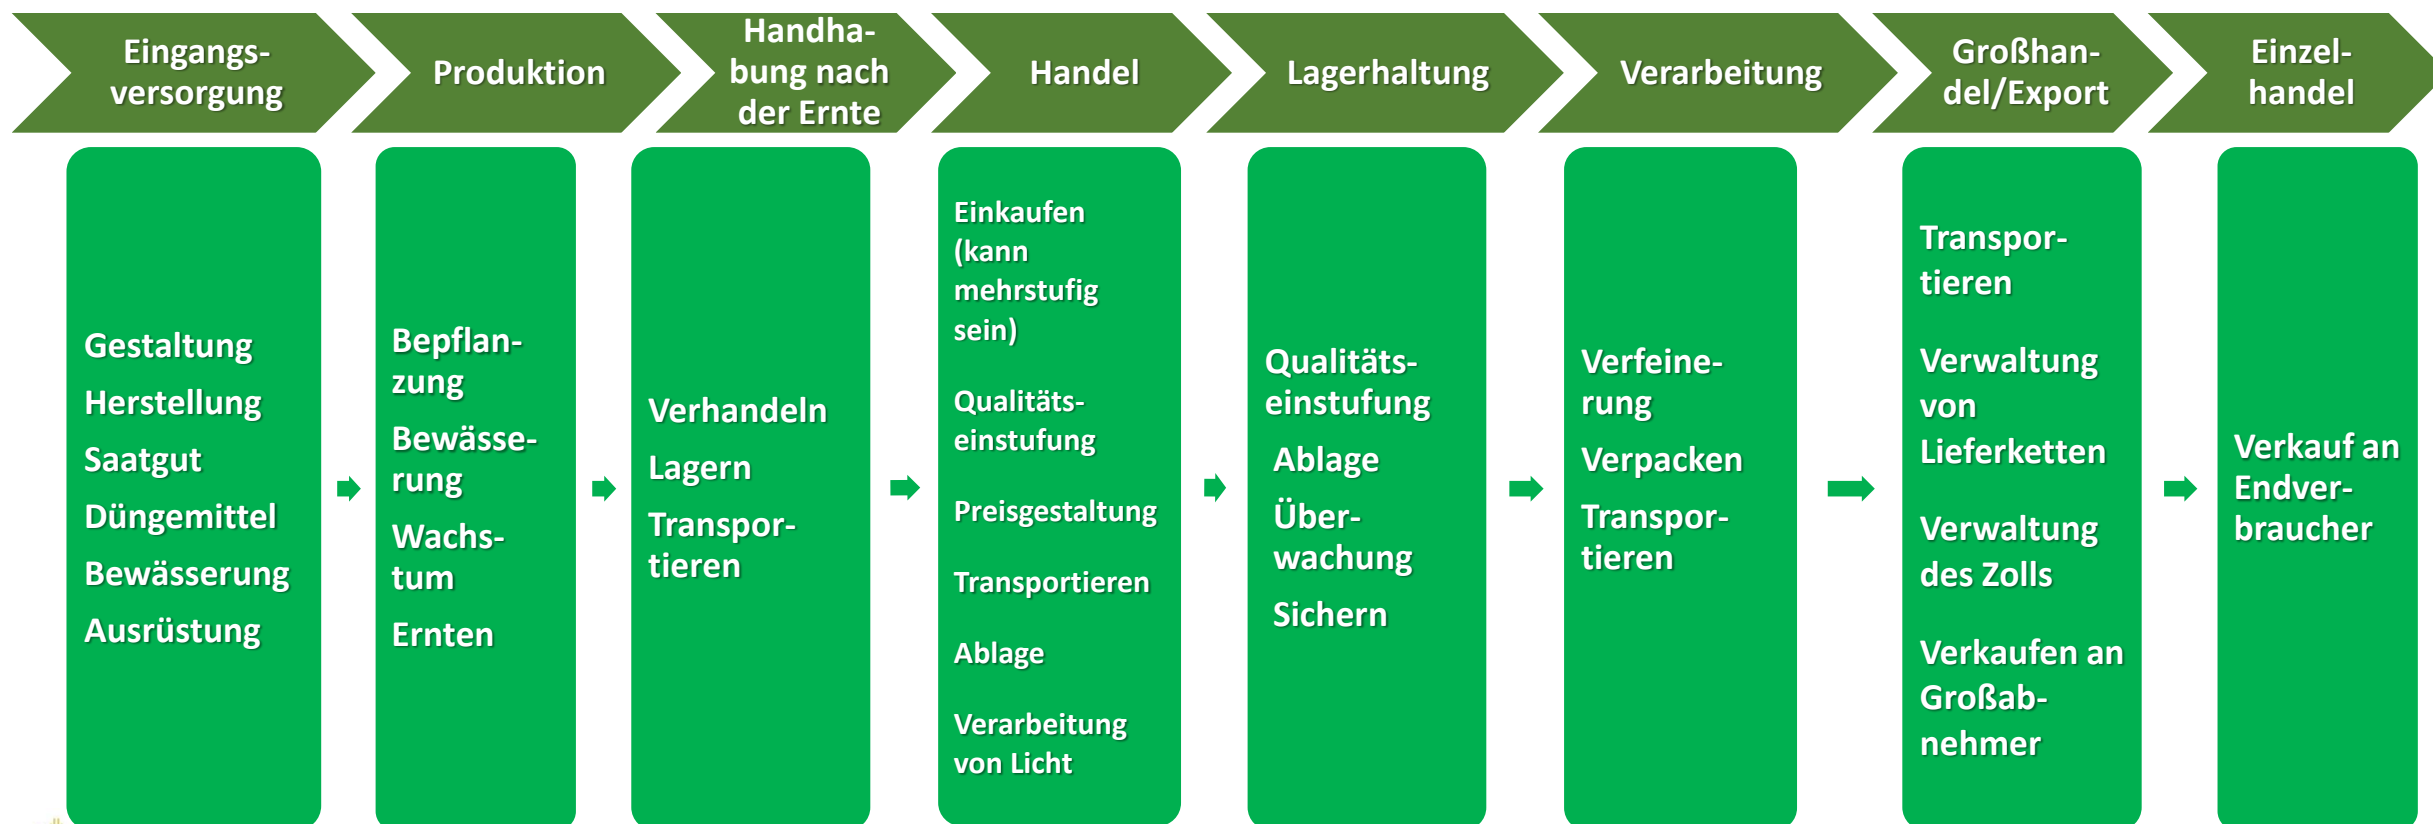 Eingangs-
versorgung
Produktion
Handha-
bung nach
der Ernte
Handel
Lagerhaltung
Verarbeitung
Großhan-
del/Export
Einzel-
handel
Gestaltung
Herstellung
Saatgut
Düngemittel
Bewässerung
Ausrüstung
Bepflan-
zung
Bewässe-
rung
Wachs-
tum
Ernten
Verhandeln
Lagern
Transpor-
tieren
Einkaufen
(kann
mehrstufig
sein)
Qualitäts-
einstufung
Preisgestaltung
Transportieren
Ablage
Verarbeitung
von Licht
Qualitäts-
einstufung
Ablage
Über-
wachung
Sichern
Verfeine-
rung
Verpacken
Transpor-
tieren
Transpor-
tieren
Verwaltung
von
Lieferketten
Verwaltung
des Zolls
Verkaufen an
Großab-
nehmer
Verkauf an
Endver-
braucher